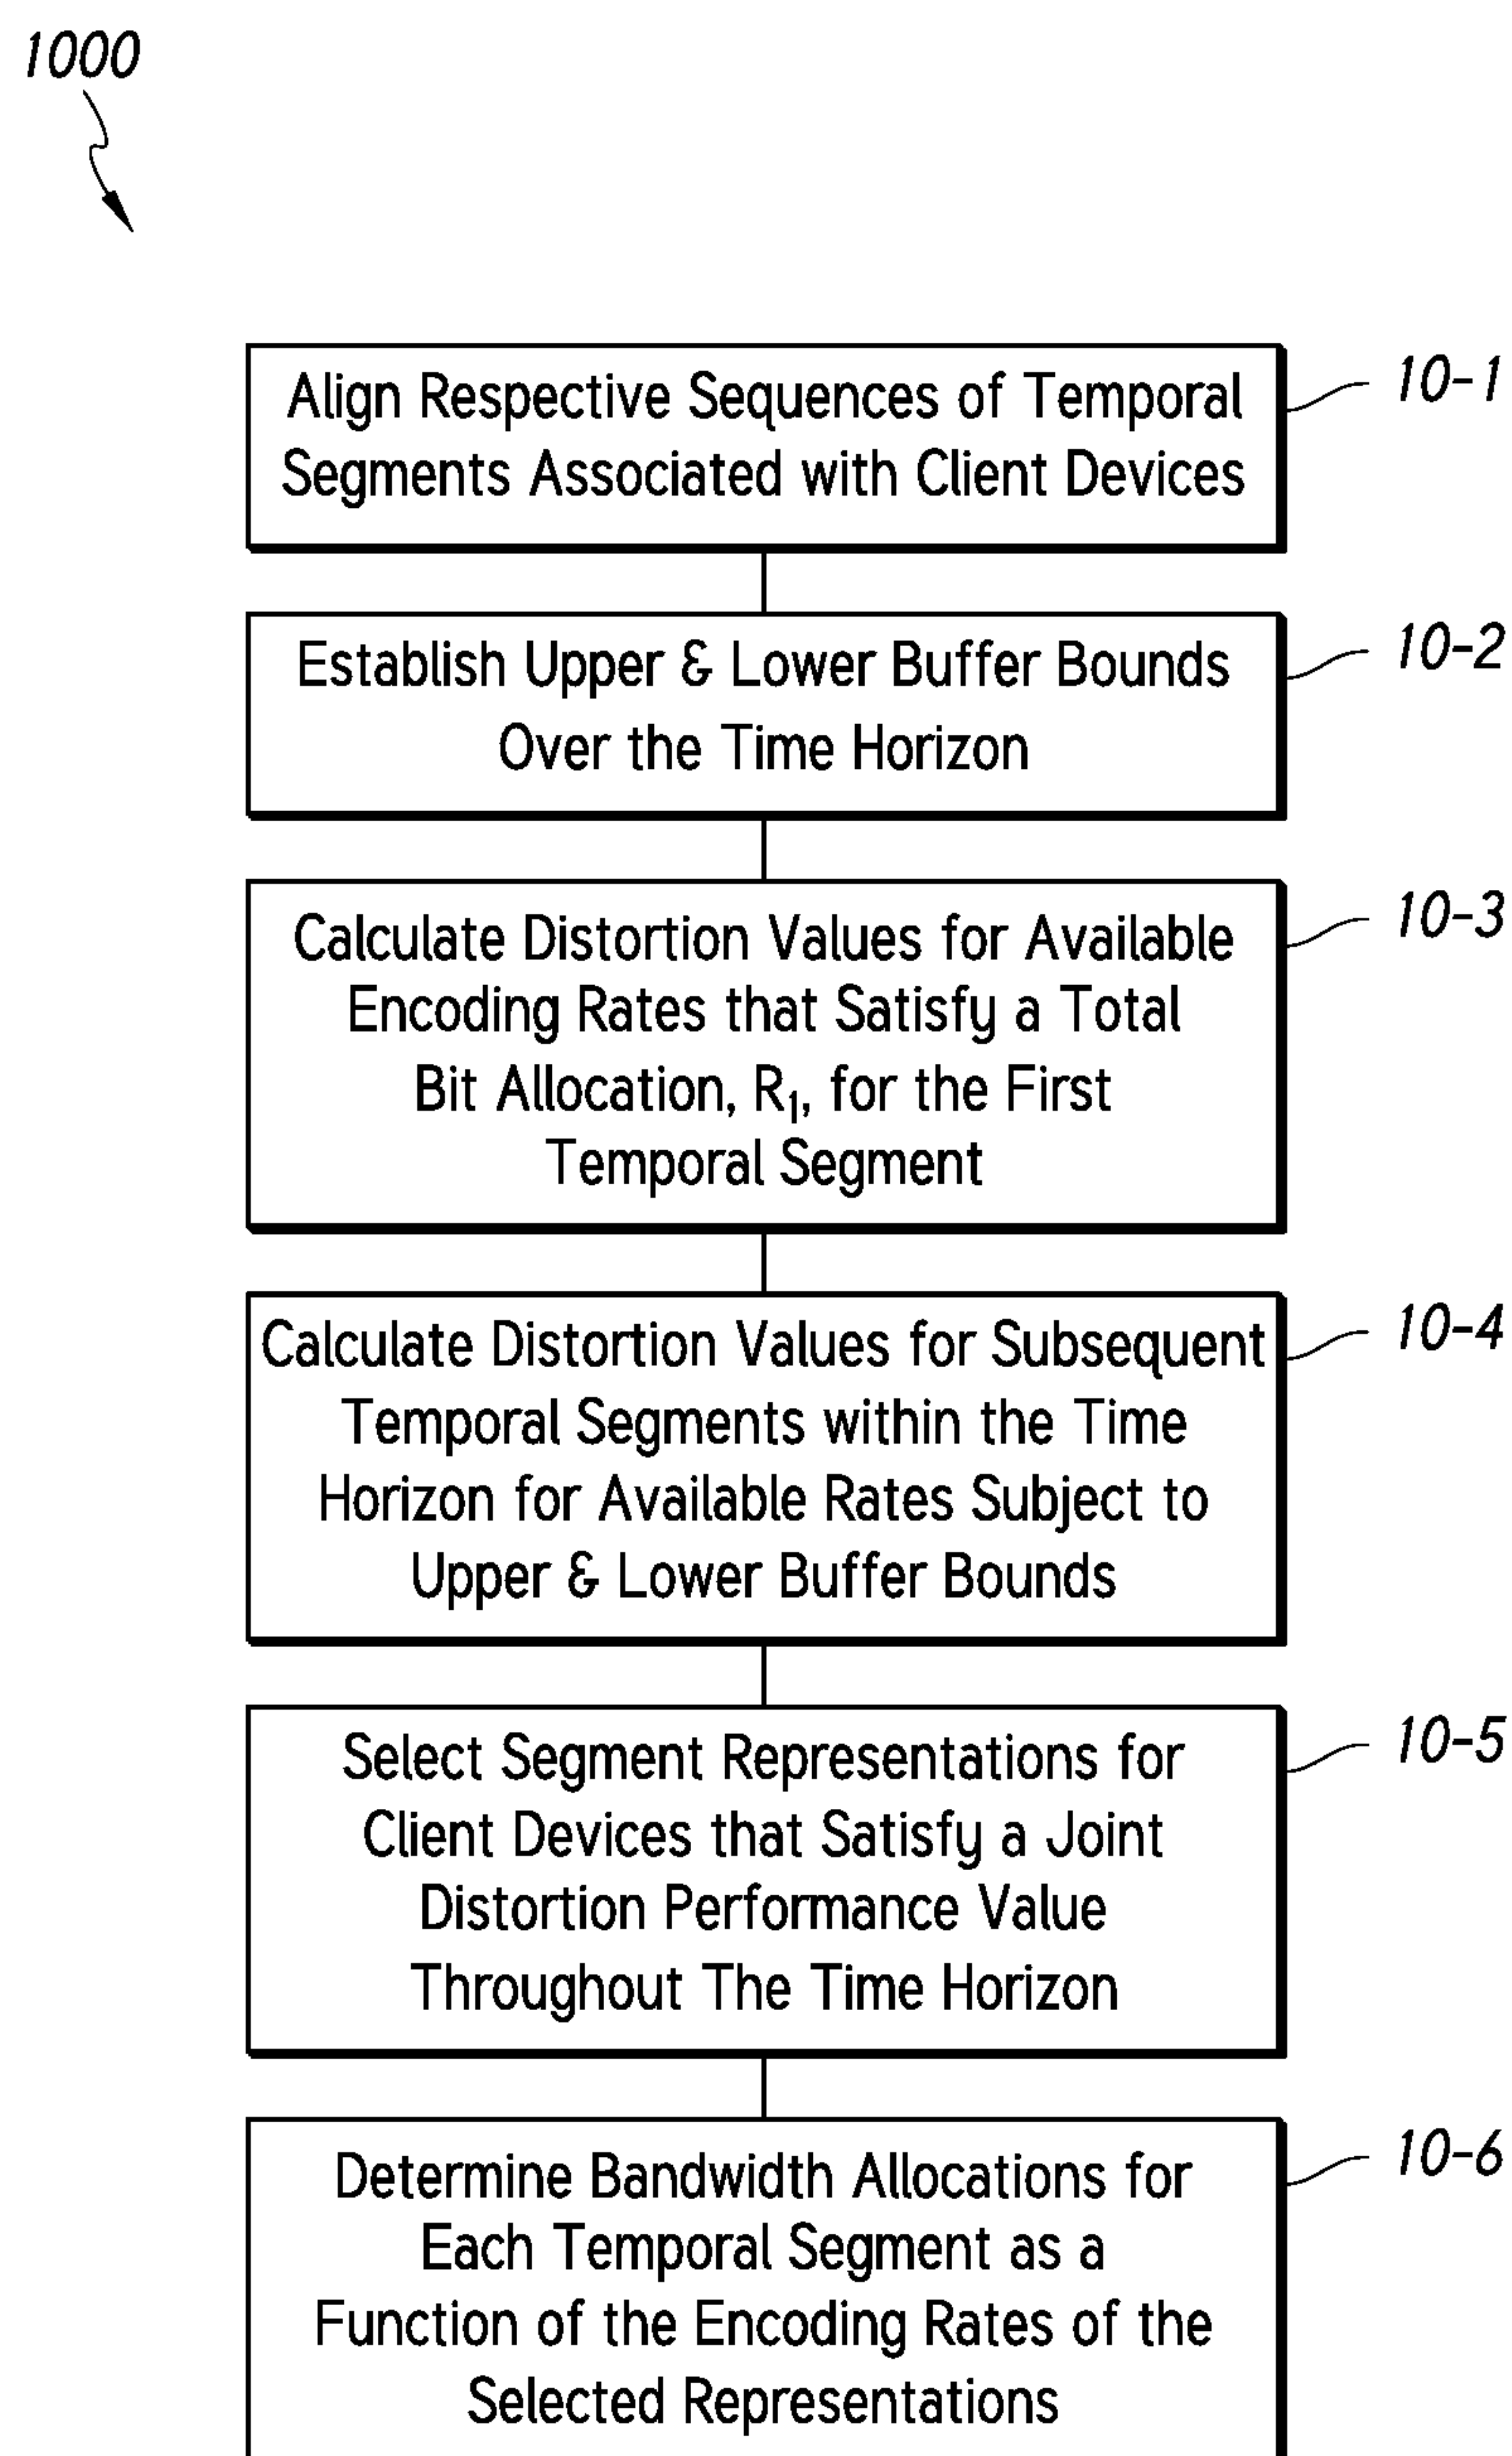 1000
Align Respective Sequences of Temporal
Segments Associated with Client Devices
10-1
Establish Upper & Lower Buffer Bounds
Over the Time Horizon
10-2
Calculate Distortion Values for Available
Encoding Rates that Satisfy a Total
Bit Allocation, R₁, for the First
Temporal Segment
10-3
Calculate Distortion Values for Subsequent
Temporal Segments within the Time
Horizon for Available Rates Subject to
Upper & Lower Buffer Bounds
10-4
Select Segment Representations for
Client Devices that Satisfy a Joint
Distortion Performance Value
Throughout The Time Horizon
10-5
Determine Bandwidth Allocations for
Each Temporal Segment as a
Function of the Encoding Rates of the
Selected Representations
10-6